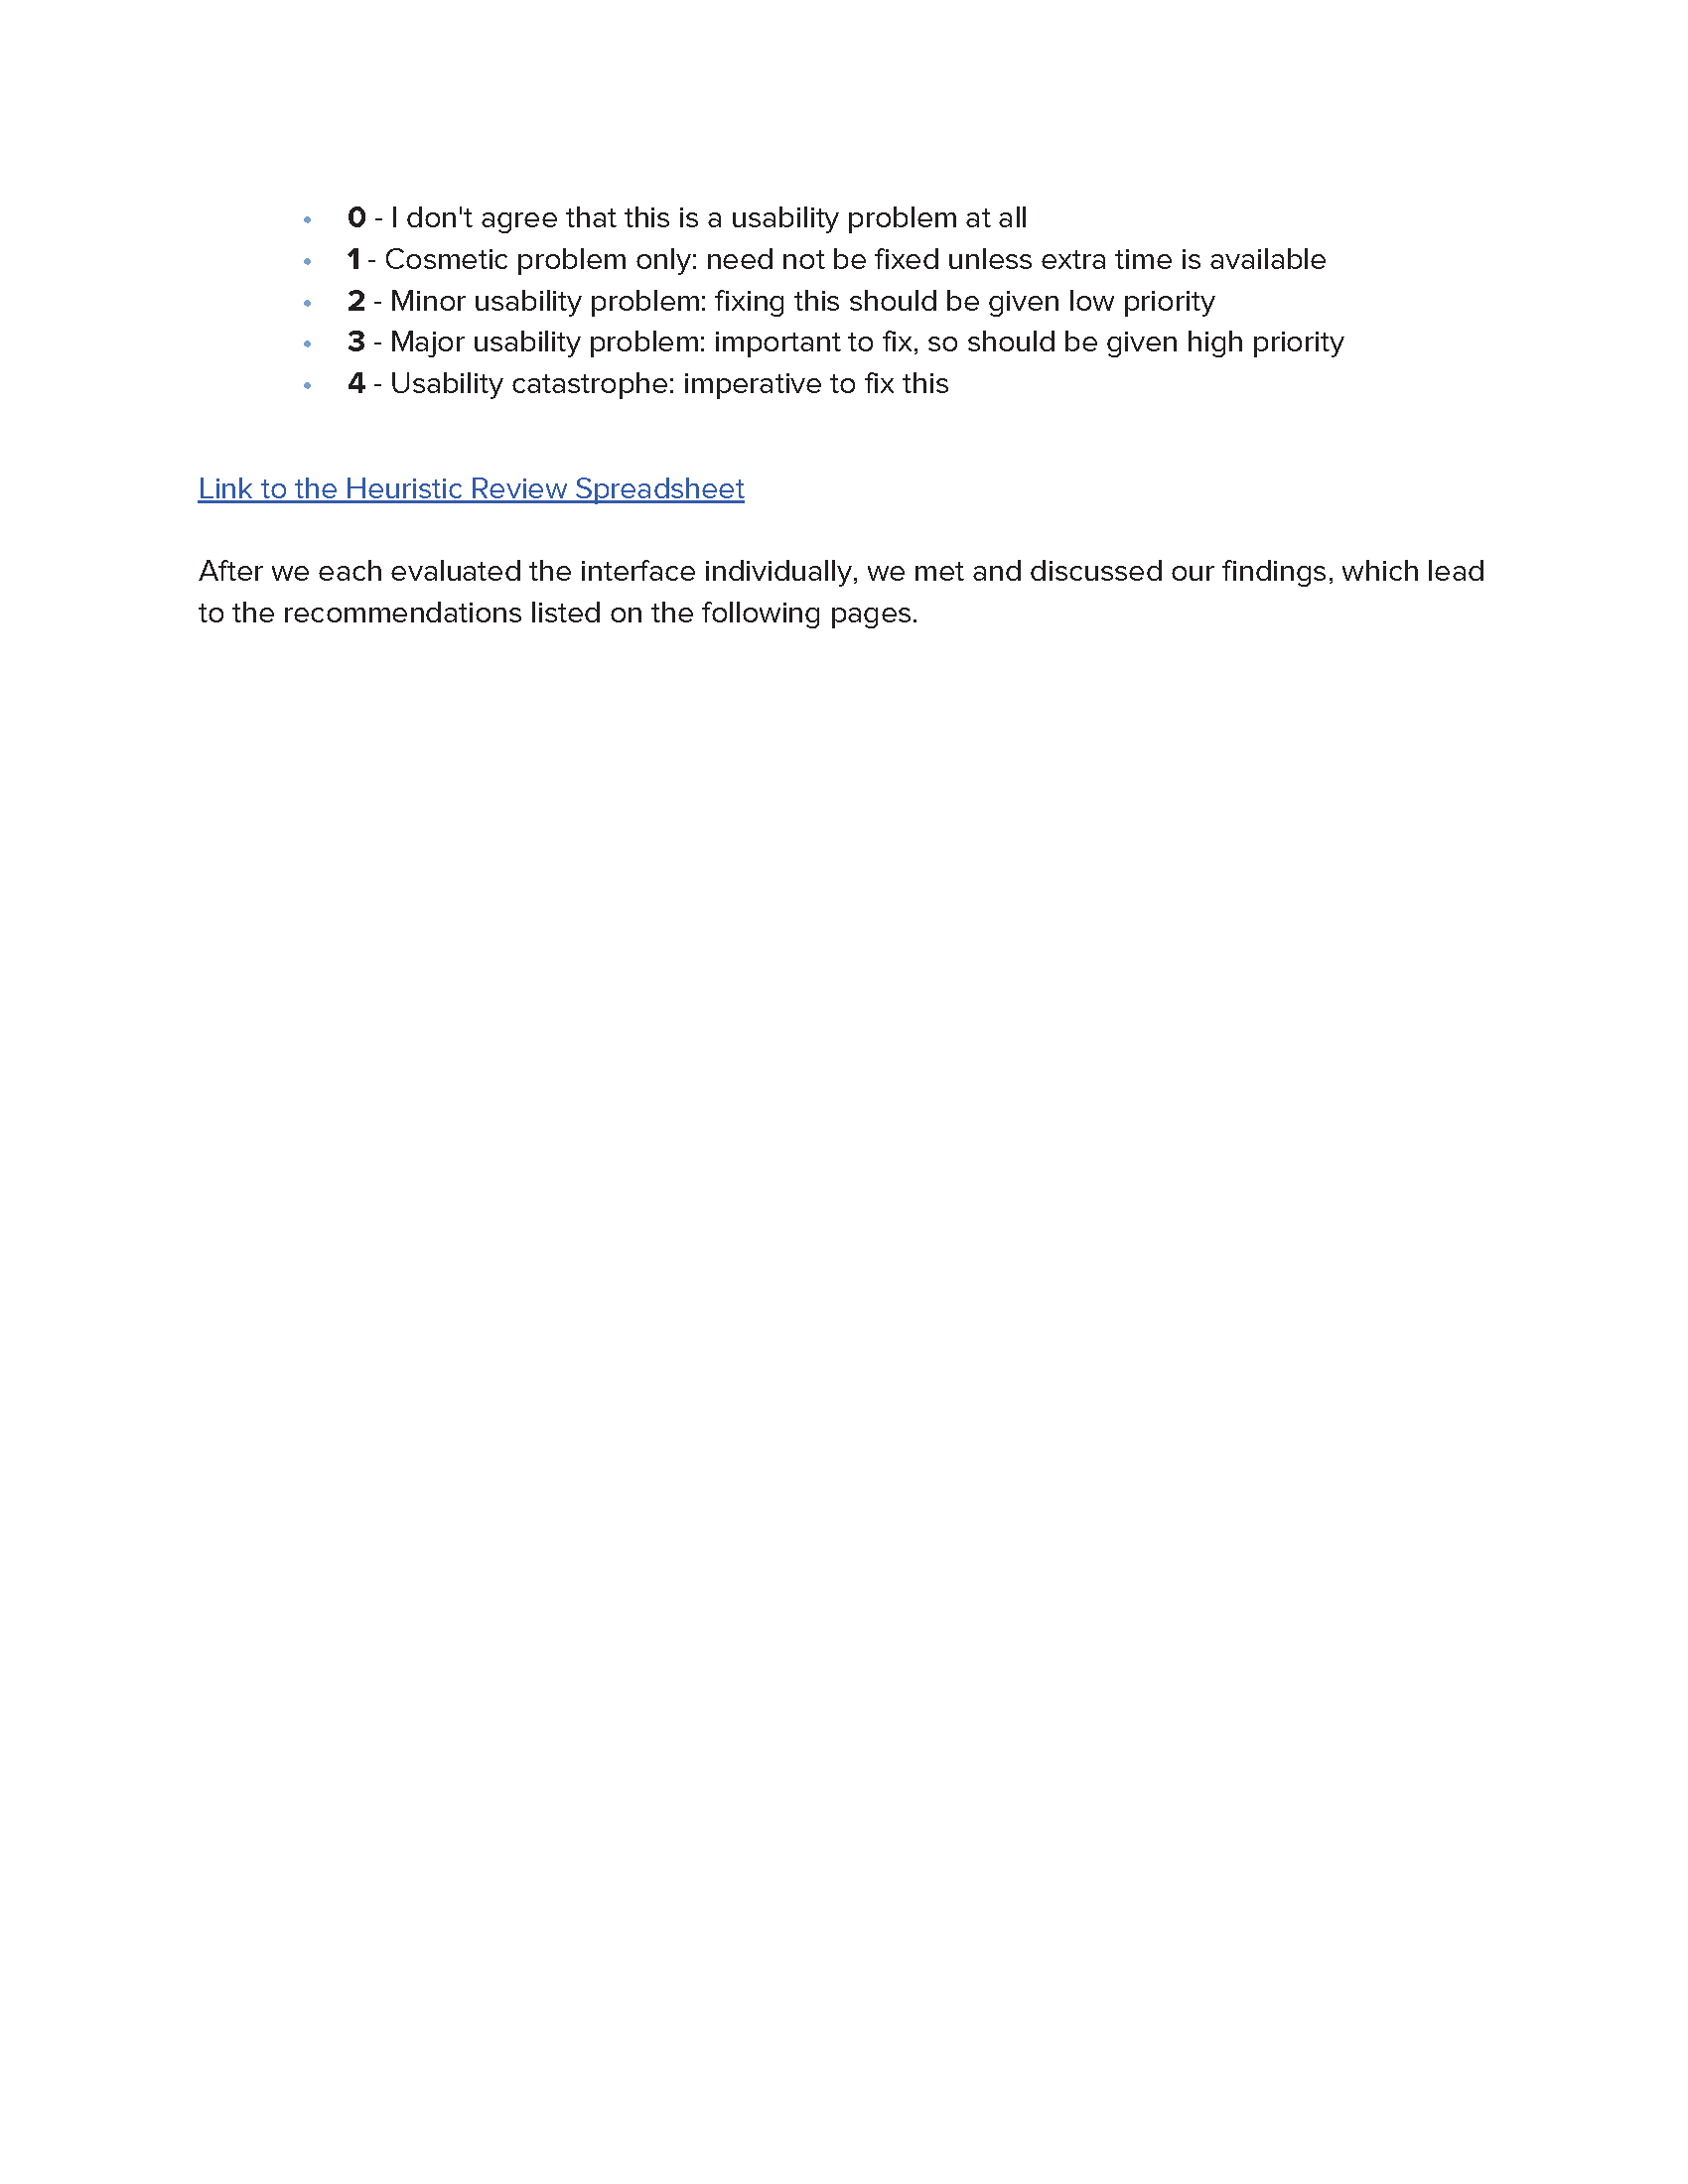 • 0 - I don't agree that this is a usability problem at all
• 1 - Cosmetic problem only: need not be fixed unless extra time is available
• 2 - Minor usability problem: fixing this should be given low priority
• 3 - Major usability problem: important to fix, so should be given high priority
• 4 - Usability catastrophe: imperative to fix this
Link to the Heuristic Review Spreadsheet
After we each evaluated the interface individually, we met and discussed our findings, which lead
to the recommendations listed on the following pages.